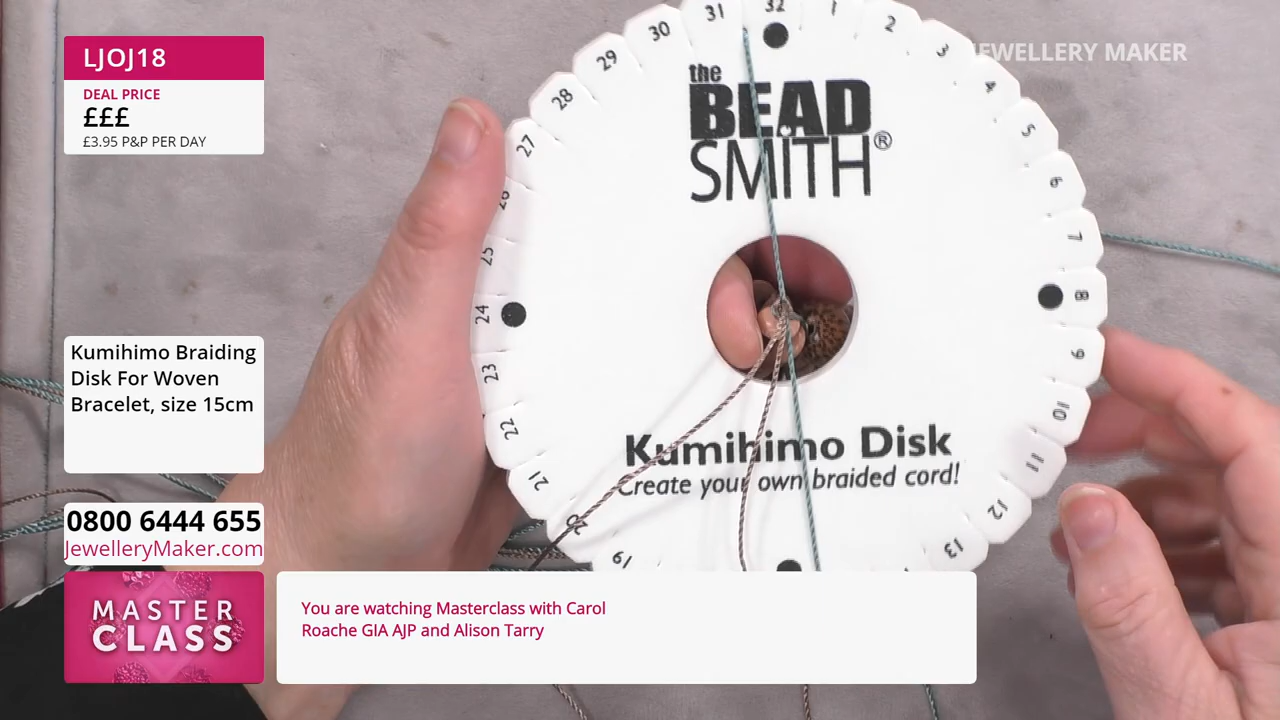 LJOJ18
DEAL PRICE
£££
£3.95 P&P PER DAY
JEWELLERY MAKER
31 32 1 2 3 4 5 6 7 8 9 10 11 12 13
30 29 28 27 26 25 24 23 22 21 20 19
the
BEAD
SMITH®
Kumihimo Disk
Create your own braided cord!
Kumihimo Braiding
Disk For Woven
Bracelet, size 15cm
0800 6444 655
JewelleryMaker.com
MASTER
CLASS
You are watching Masterclass with Carol
Roache GIA AJP and Alison Tarry